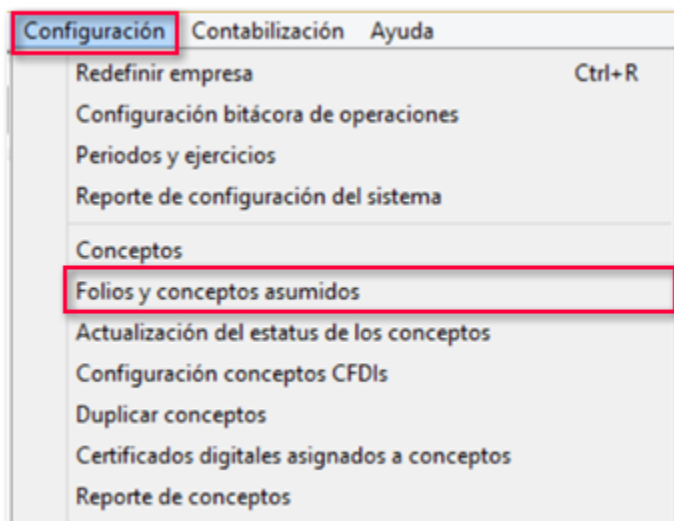 Configuración Contabilización Ayuda
Redefinir empresa Ctrl+R
Configuración bitácora de operaciones
Periodos y ejercicios
Reporte de configuración del sistema
Conceptos
Folios y conceptos asumidos
Actualización del estatus de los conceptos
Configuración conceptos CFDIs
Duplicar conceptos
Certificados digitales asignados a conceptos
Reporte de conceptos